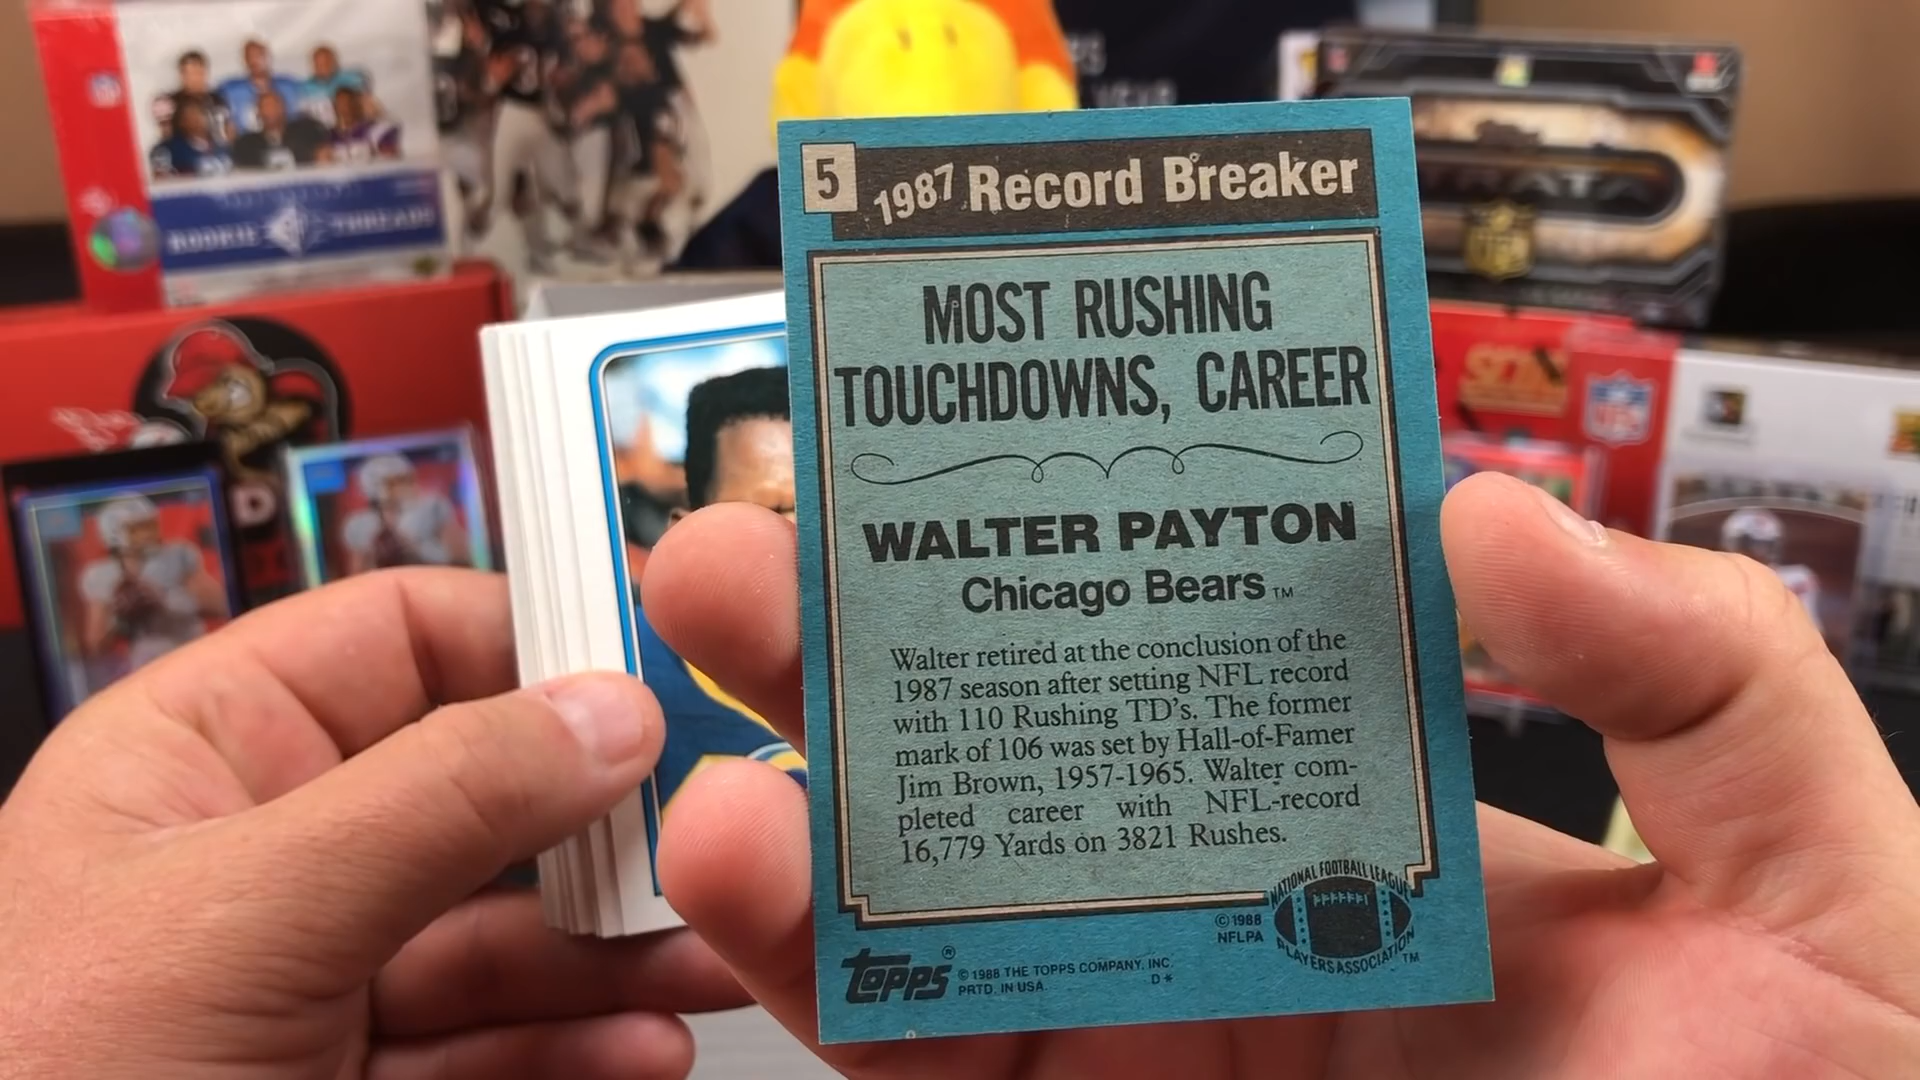 ROOKIE THREADS
5
1987 Record Breaker
MOST RUSHING
TOUCHDOWNS, CAREER
WALTER PAYTON
Chicago Bears™
Walter retired at the conclusion of the
1987 season after setting NFL record
with 110 Rushing TD's. The former
mark of 106 was set by Hall-of-Famer
Jim Brown, 1957-1965. Walter com-
pleted career with NFL-record
16,779 Yards on 3821 Rushes.
NATIONAL FOOTBALL LEAGUE
PLAYERS ASSOCIATION™
©1988
NFLPA
topps®
©1988 THE TOPPS COMPANY, INC.
PRTD. IN USA.
D*